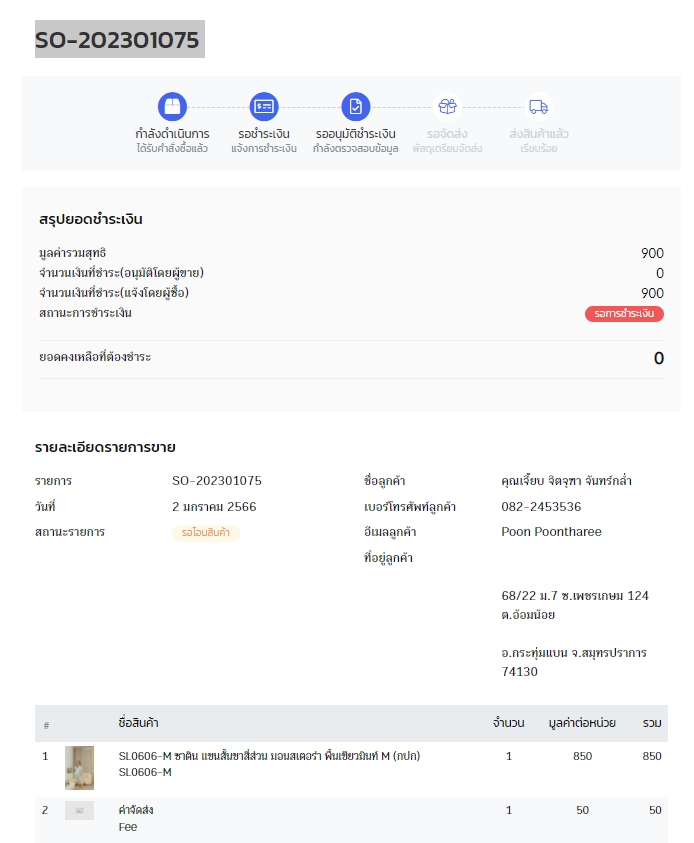 SO-202301075
กำลังดำเนินการ
ได้รับคำสั่งซื้อแล้ว
รอชำระเงิน
แจ้งการชำระเงิน
รออนุมัติชำระเงิน
กำลังตรวจสอบข้อมูล
รอจัดส่ง
พัสดุเตรียมจัดส่ง
ส่งสินค้าแล้ว
เรียบร้อย
สรุปยอดชำระเงิน
มูลค่ารวมสุทธิ 900
จำนวนเงินที่ชำระ(อนุมัติโดยผู้ขาย) 0
จำนวนเงินที่ชำระ(แจ้งโดยผู้ซื้อ) 900
สถานะการชำระเงิน รอการชำระเงิน
ยอดคงเหลือที่ต้องชำระ 0
รายละเอียดรายการขาย
รายการ SO-202301075
วันที่ 2 มกราคม 2566
สถานะรายการ รอโอนสินค้า
ชื่อลูกค้า คุณเจี๊ยบ จิตจุฑา จันทร์กล่ำ
เบอร์โทรศัพท์ลูกค้า 082-2453536
อีเมลลูกค้า Poon Poontharee
ที่อยู่ลูกค้า
68/22 ม.7 ซ.เพชรเกษม 124
ต.อ้อมน้อย
อ.กระทุ่มแบน จ.สมุทรปราการ
74130
# ชื่อสินค้า จำนวน มูลค่าต่อหน่วย รวม
1 SL0606-M ซาติน แขนสั้นขาสี่ส่วน มอนสเตอร่า พื้นเขียวมินท์ M (กปก) 1 850 850
SL0606-M
2 ค่าจัดส่ง 1 50 50
Fee